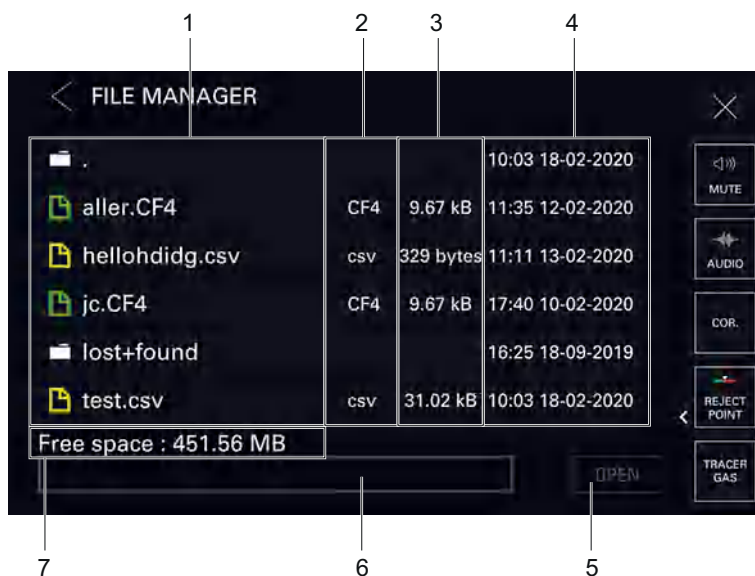 1 2 3 4
FILE MANAGER
. 10:03 18-02-2020
aller.CF4 CF4 9.67 kB 11:35 12-02-2020
hellohdidg.csv csv 329 bytes 11:11 13-02-2020
jc.CF4 CF4 9.67 kB 17:40 10-02-2020
lost+found 16:25 18-09-2019
test.csv csv 31.02 kB 10:03 18-02-2020
Free space : 451.56 MB
OPEN
MUTE
AUDIO
COR.
REJECT
POINT
TRACER
GAS
7 6 5